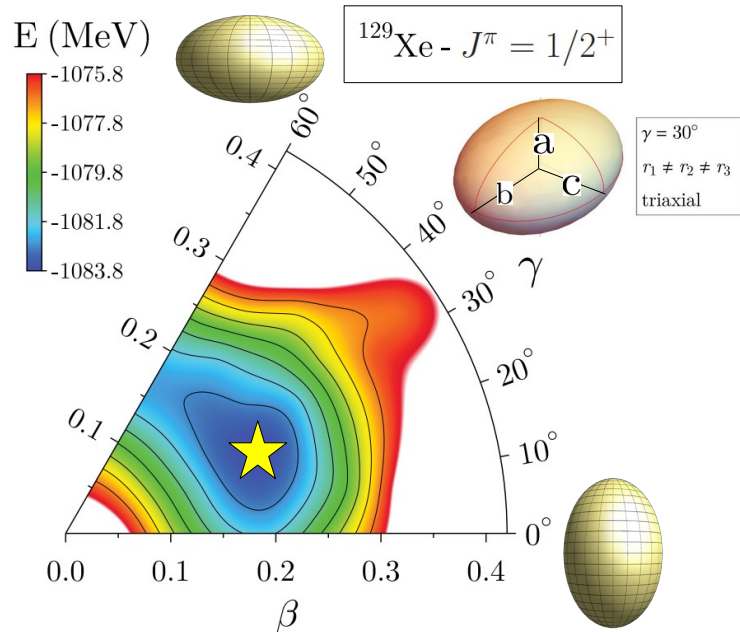 E (MeV)
-1075.8
-1077.8
-1079.8
-1081.8
-1083.8
¹²⁹Xe - Jᵖⁱ = 1/2⁺
a
b
c
γ = 30°
r₁ ≠ r₂ ≠ r₃
triaxial
60°
50°
40°
30°
20°
10°
0°
γ
0.4
0.3
0.2
0.1
0.0
0.1
0.2
0.3
0.4
β